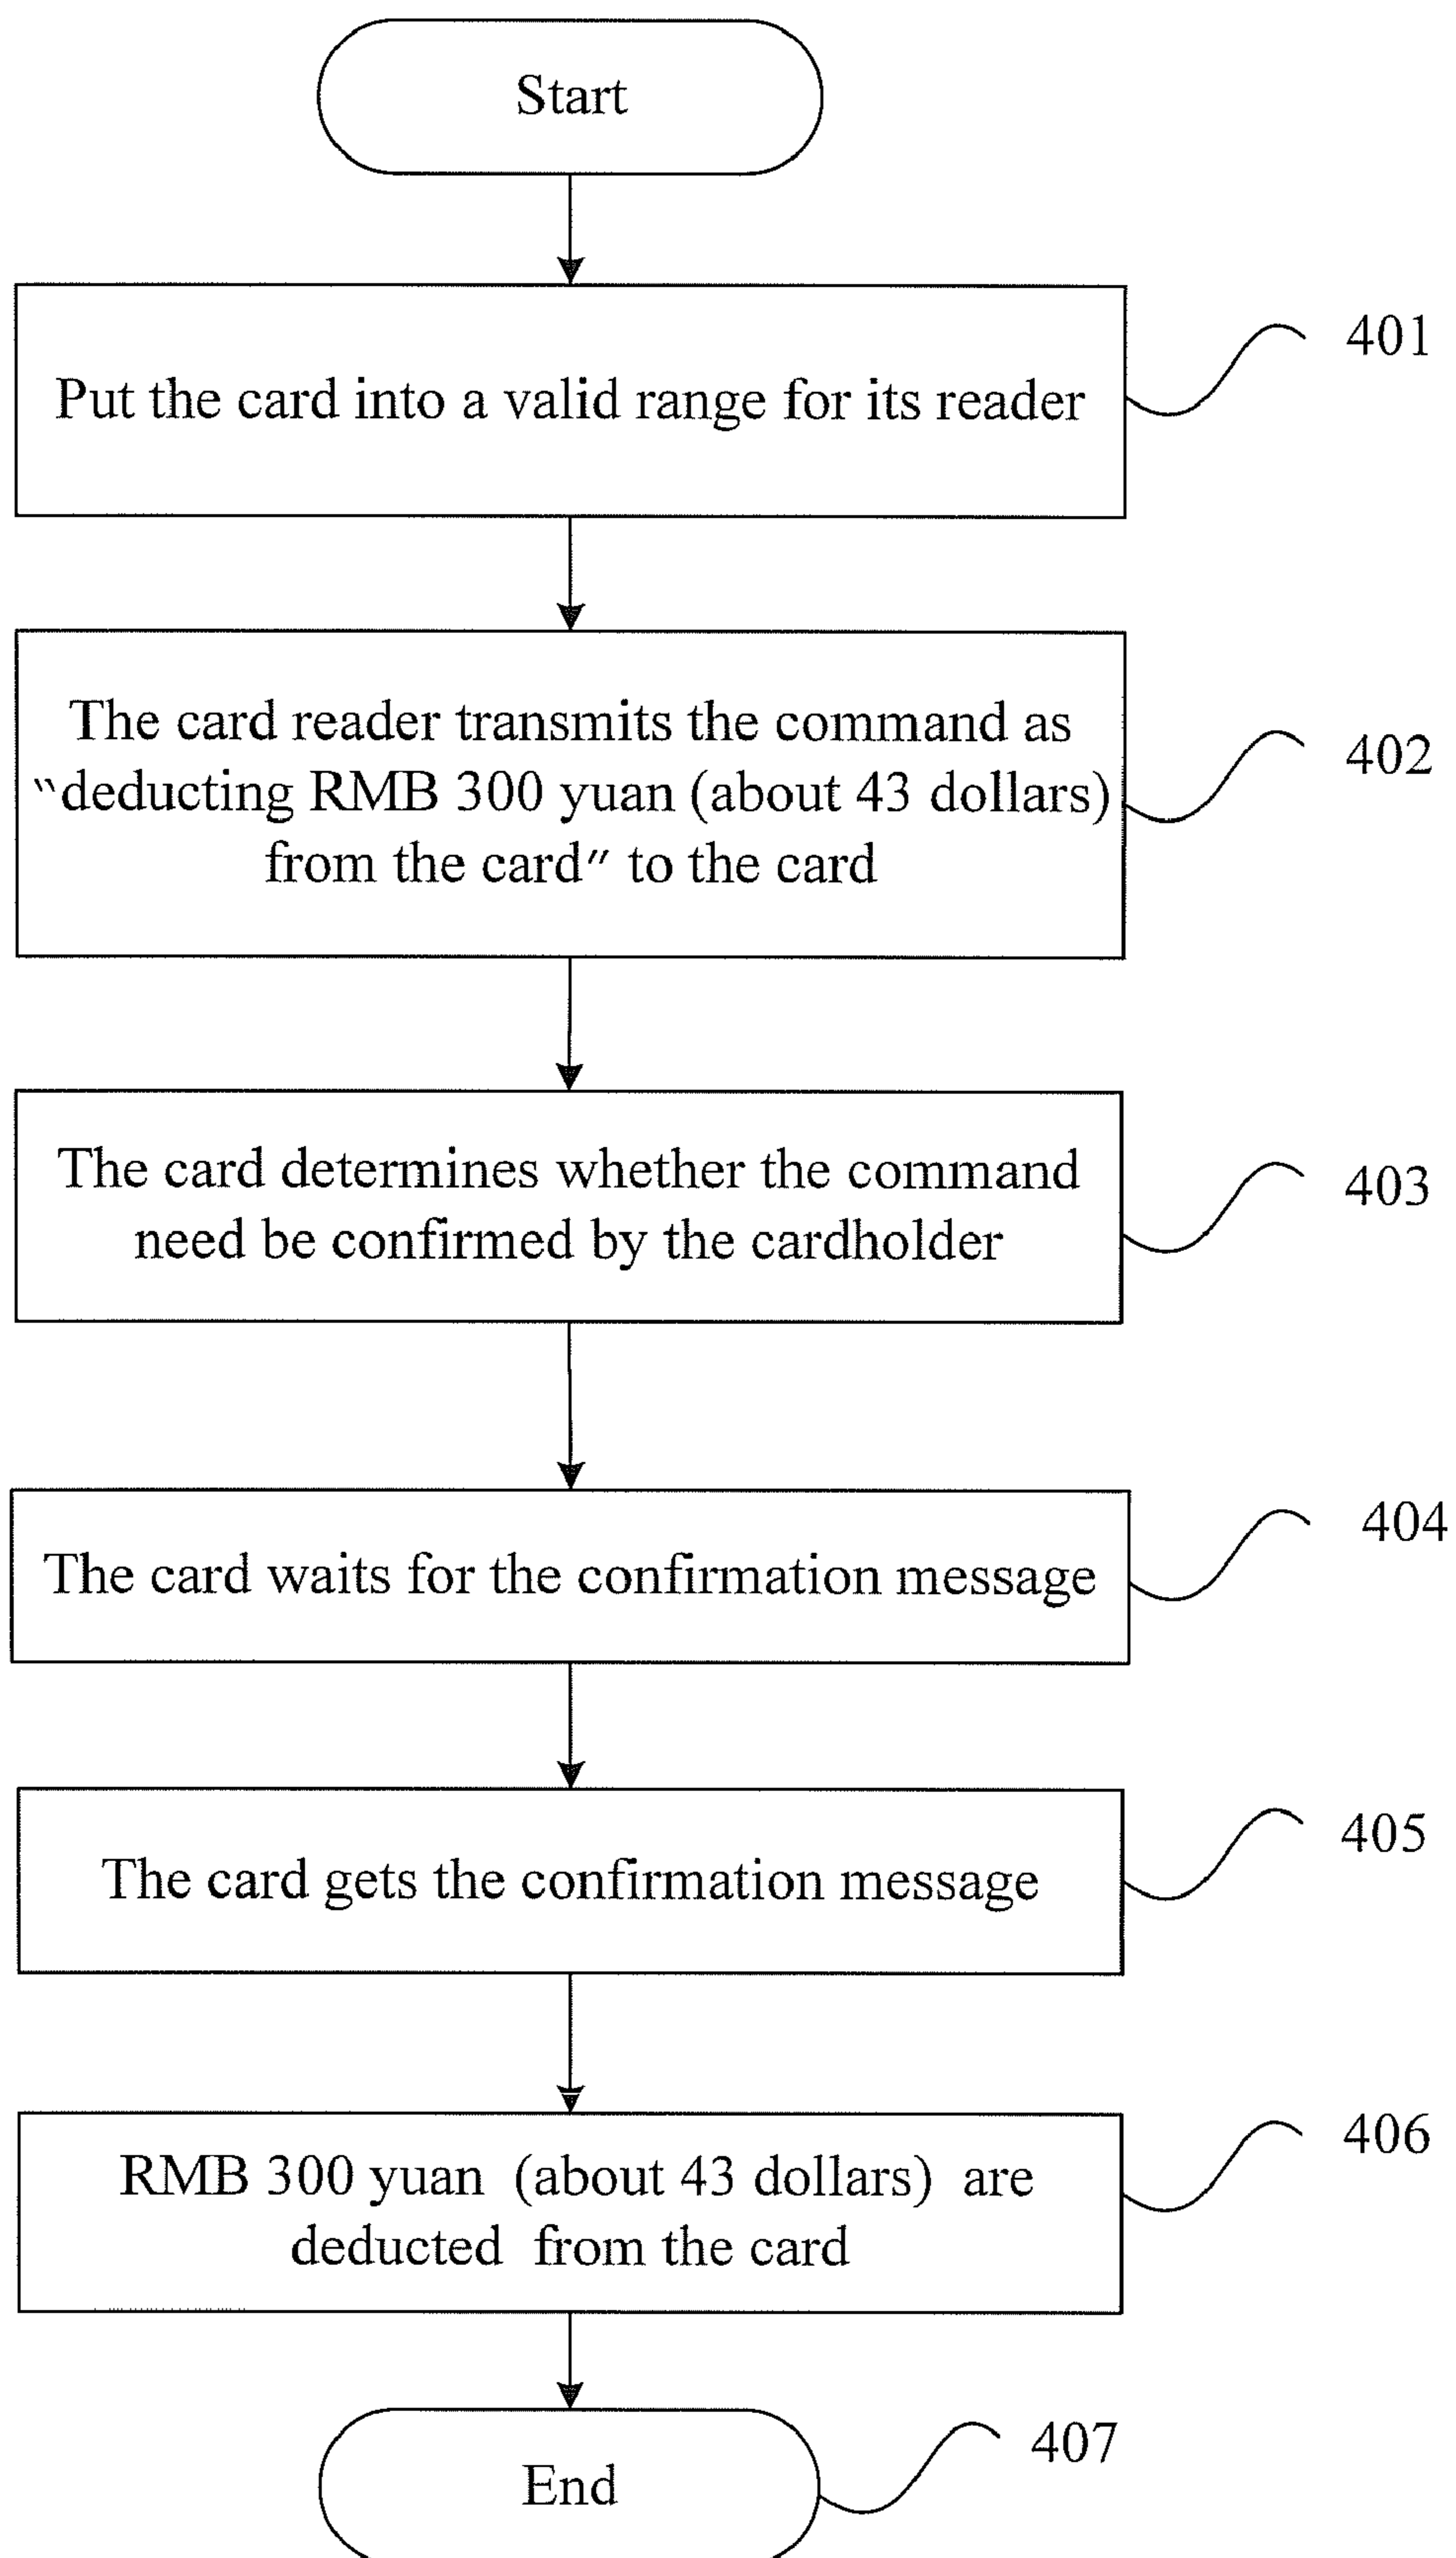 Start
Put the card into a valid range for its reader
401
The card reader transmits the command as
"deducting RMB 300 yuan (about 43 dollars)
from the card" to the card
402
The card determines whether the command
need be confirmed by the cardholder
403
The card waits for the confirmation message
404
The card gets the confirmation message
405
RMB 300 yuan (about 43 dollars) are
deducted from the card
406
End
407